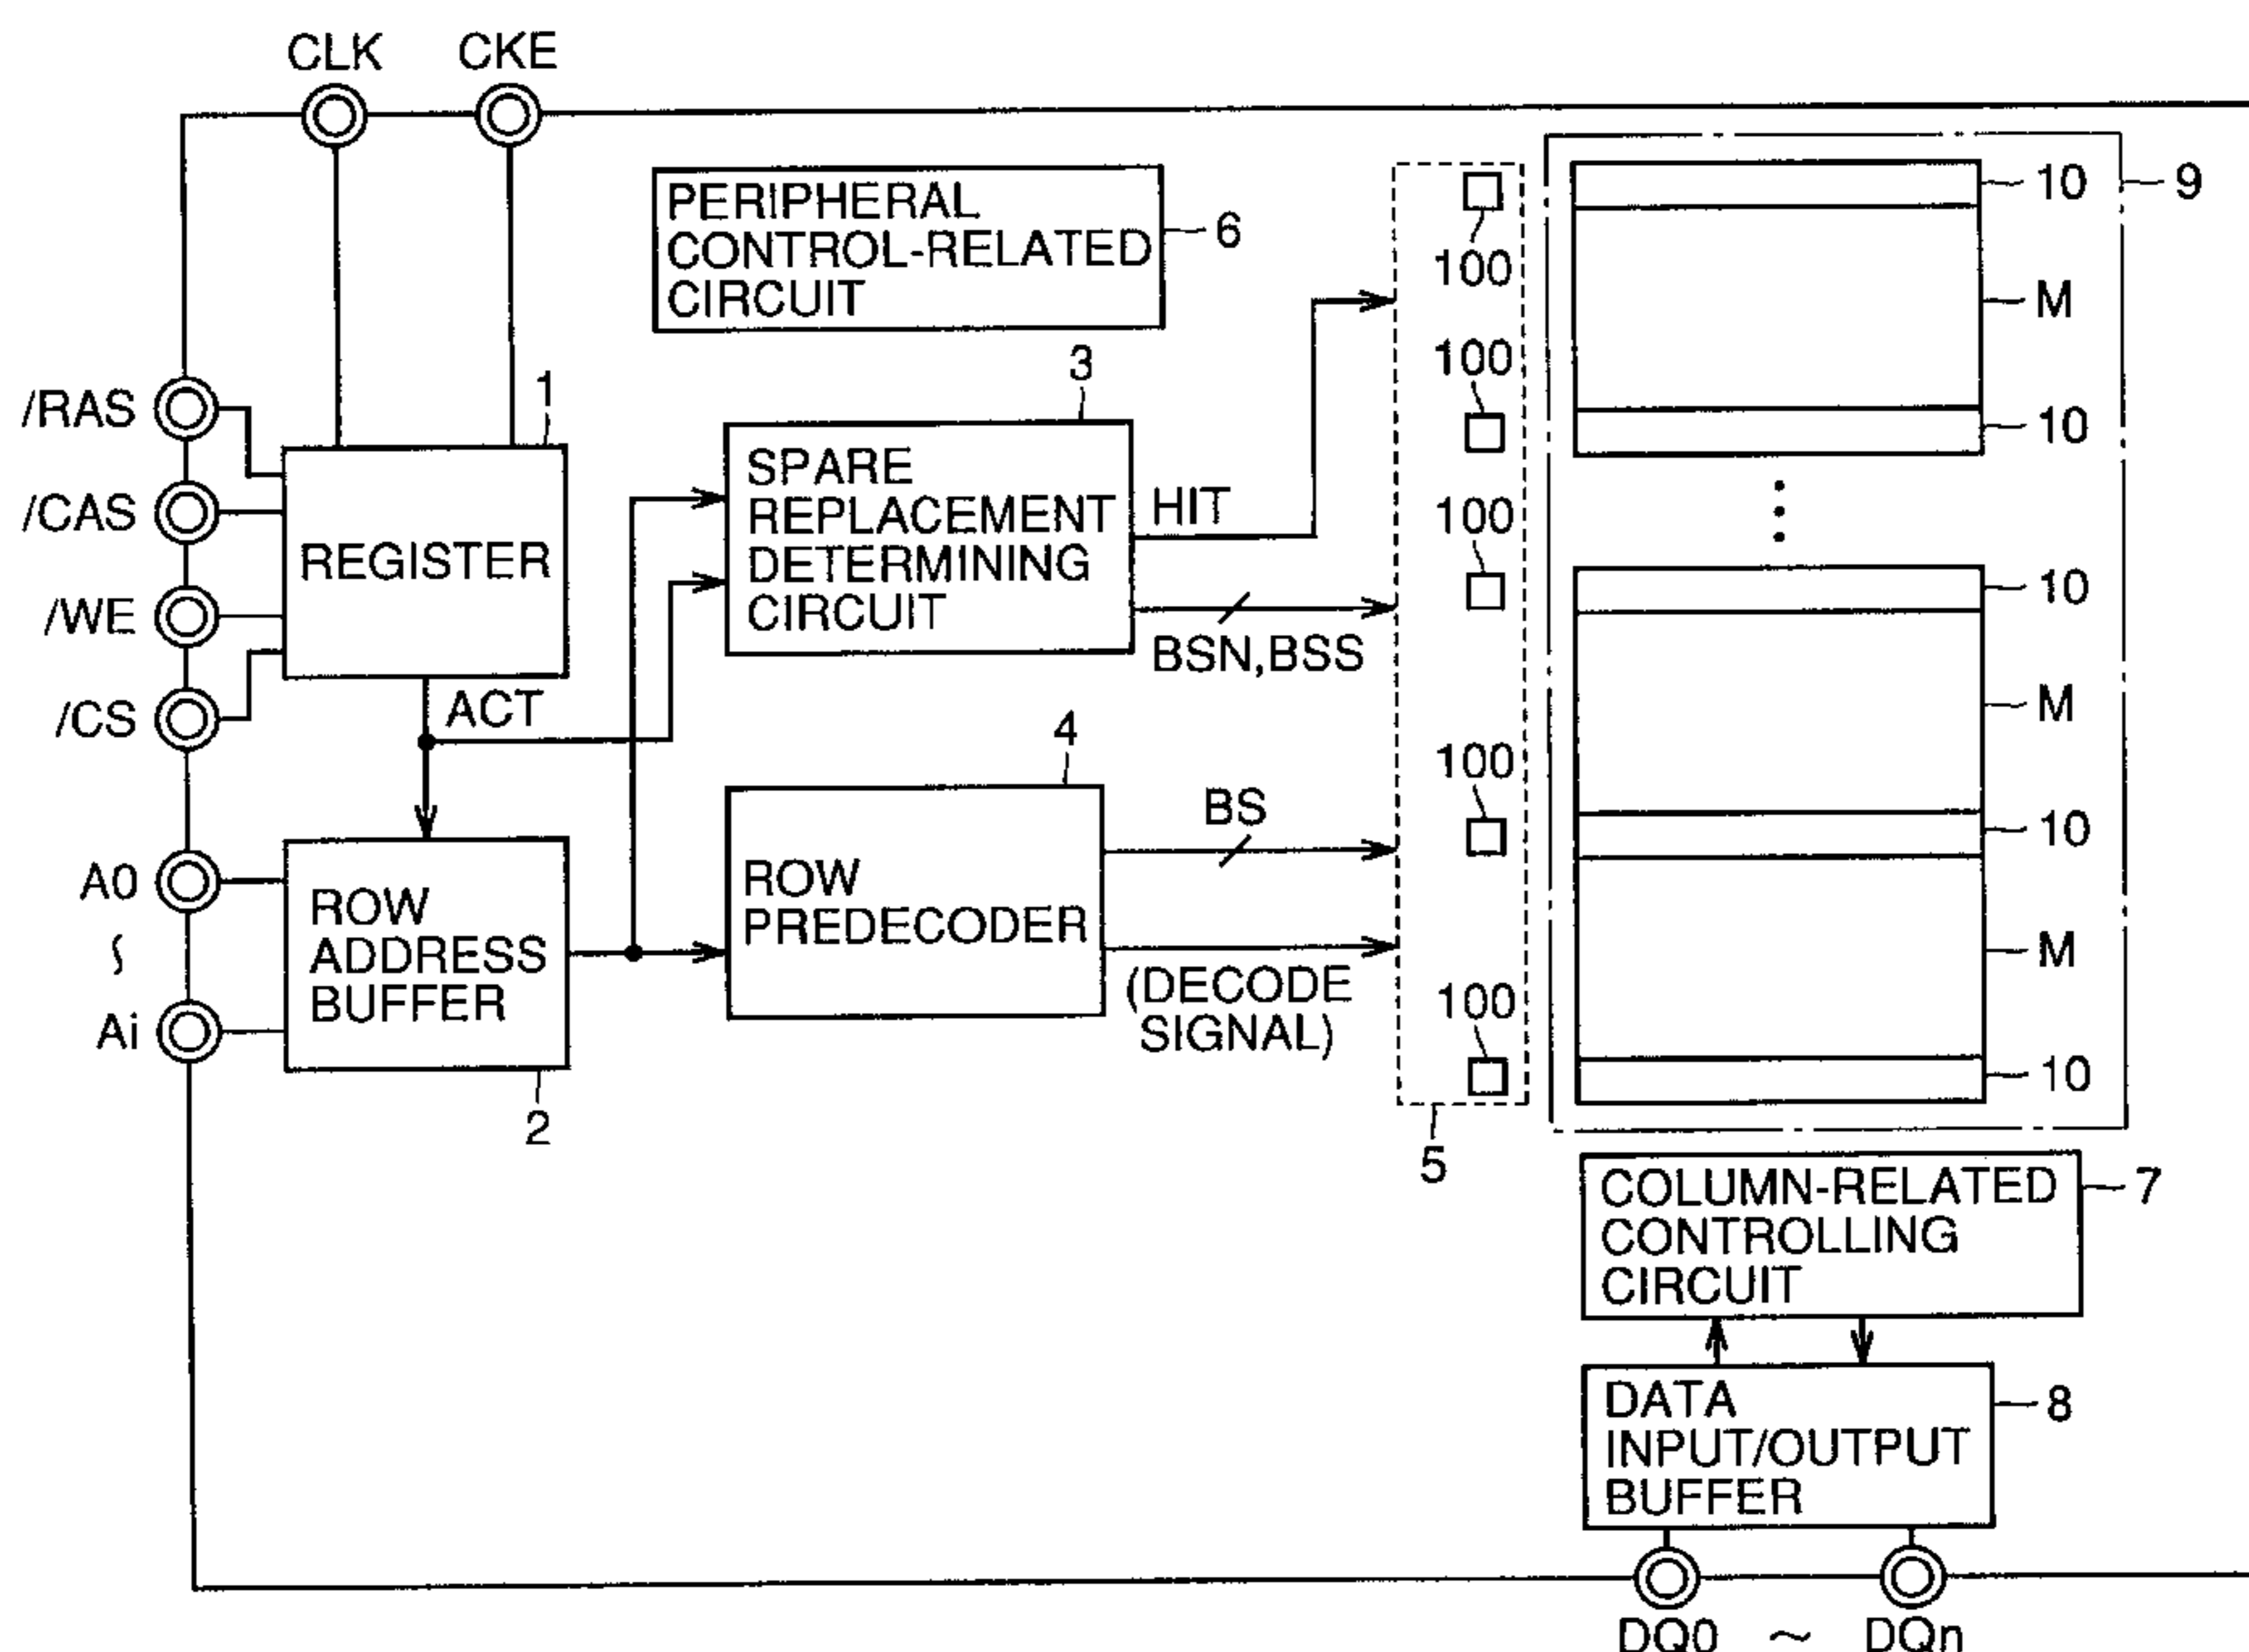 CLK CKE
PERIPHERAL
CONTROL-RELATED
CIRCUIT
6
100
10
9
M
100
10
/RAS
/CAS
/WE
/CS
1
REGISTER
ACT
3
SPARE
REPLACEMENT
DETERMINING
CIRCUIT
HIT
BSN,BSS
100
10
M
100
10
4
ROW
PREDECODER
BS
(DECODE
SIGNAL)
M
100
10
A0
~
Ai
ROW
ADDRESS
BUFFER
2
5
COLUMN-RELATED
CONTROLLING
CIRCUIT
7
DATA
INPUT/OUTPUT
BUFFER
8
DQ0 ~ DQn